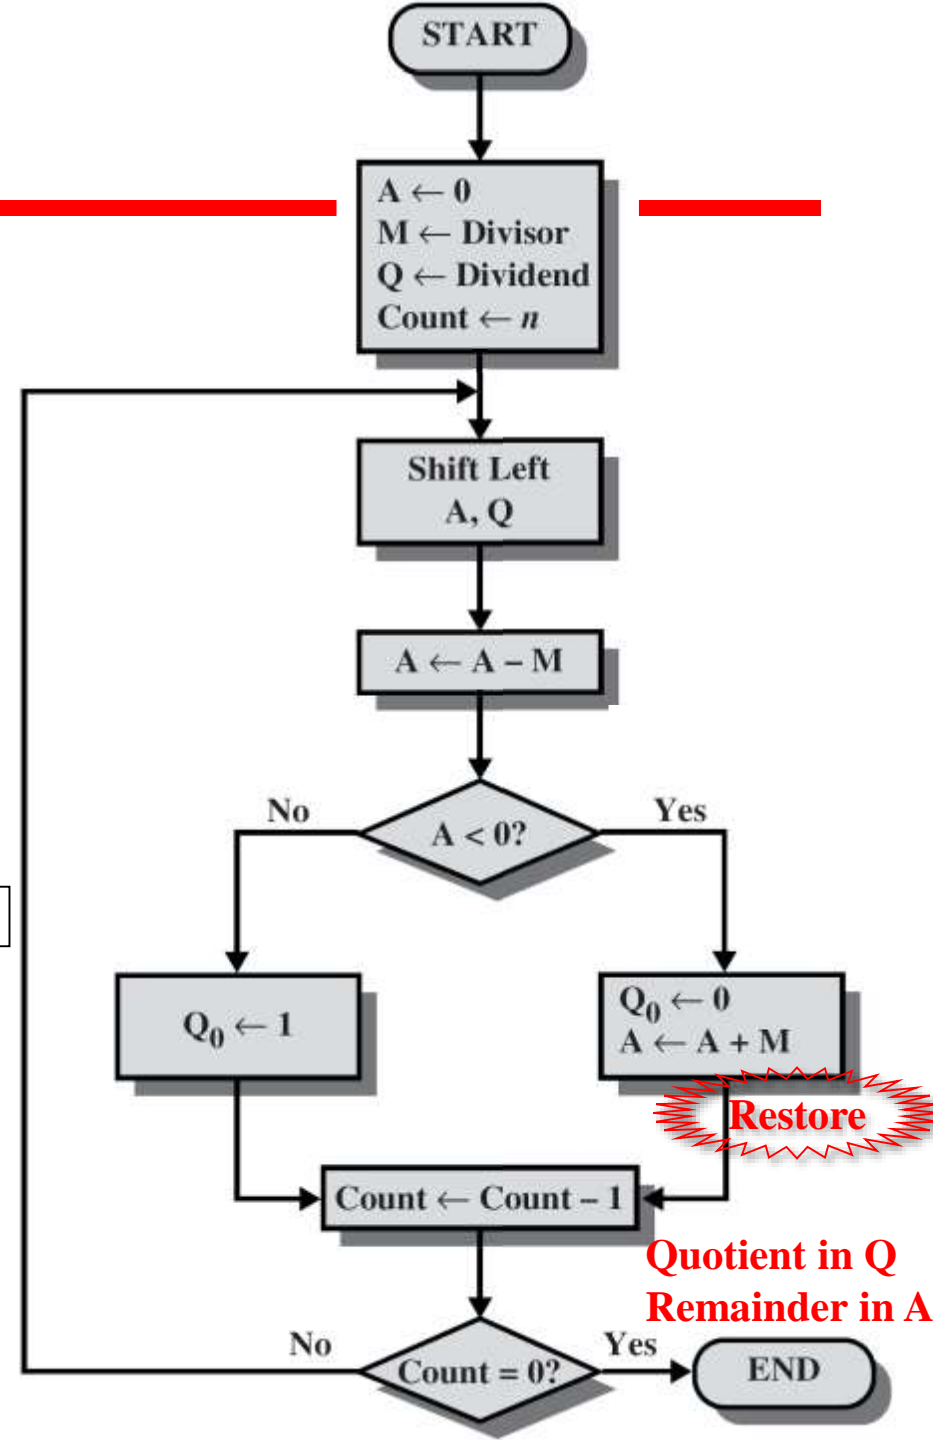 START
A ← 0
M ← Divisor
Q ← Dividend
Count ← n
Shift Left
A, Q
A ← A – M
No
A < 0?
Yes
Q₀ ← 1
Q₀ ← 0
A ← A + M
Restore
Count ← Count – 1
Quotient in Q
Remainder in A
No
Count = 0?
Yes
END